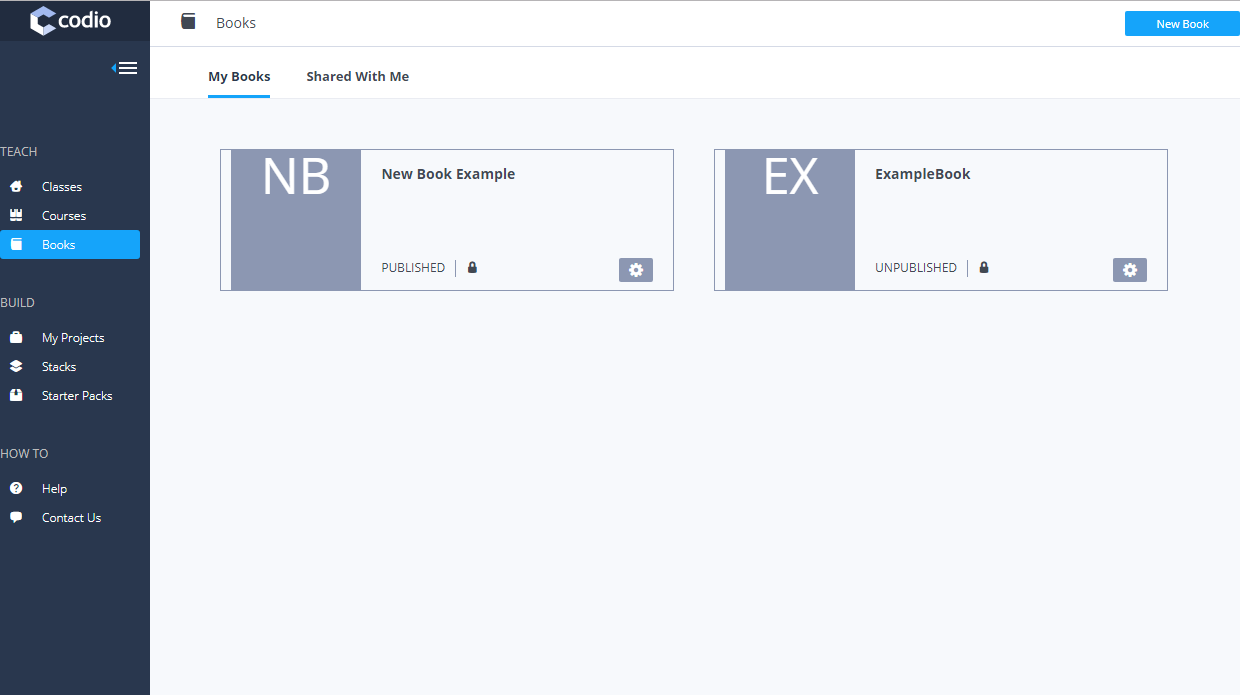 codio
Books
New Book
My Books
Shared With Me
TEACH
Classes
Courses
Books
BUILD
My Projects
Stacks
Starter Packs
HOW TO
Help
Contact Us
NB
New Book Example
PUBLISHED
EX
ExampleBook
UNPUBLISHED